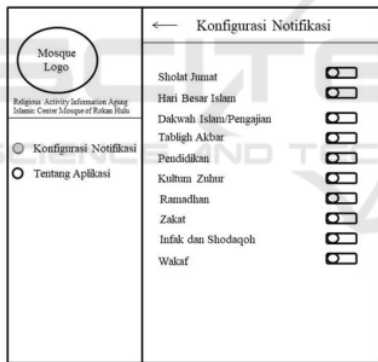 Mosque
Logo
Religious Activity Information Agung
Islamic Center Mosque of Rokan Hulu
Konfigurasi Notifikasi
Tentang Aplikasi
Konfigurasi Notifikasi
Sholat Jumat
Hari Besar Islam
Dakwah Islam/Pengajian
Tabligh Akbar
Pendidikan
Kultum Zuhur
Ramadhan
Zakat
Infak dan Shodaqoh
Wakaf